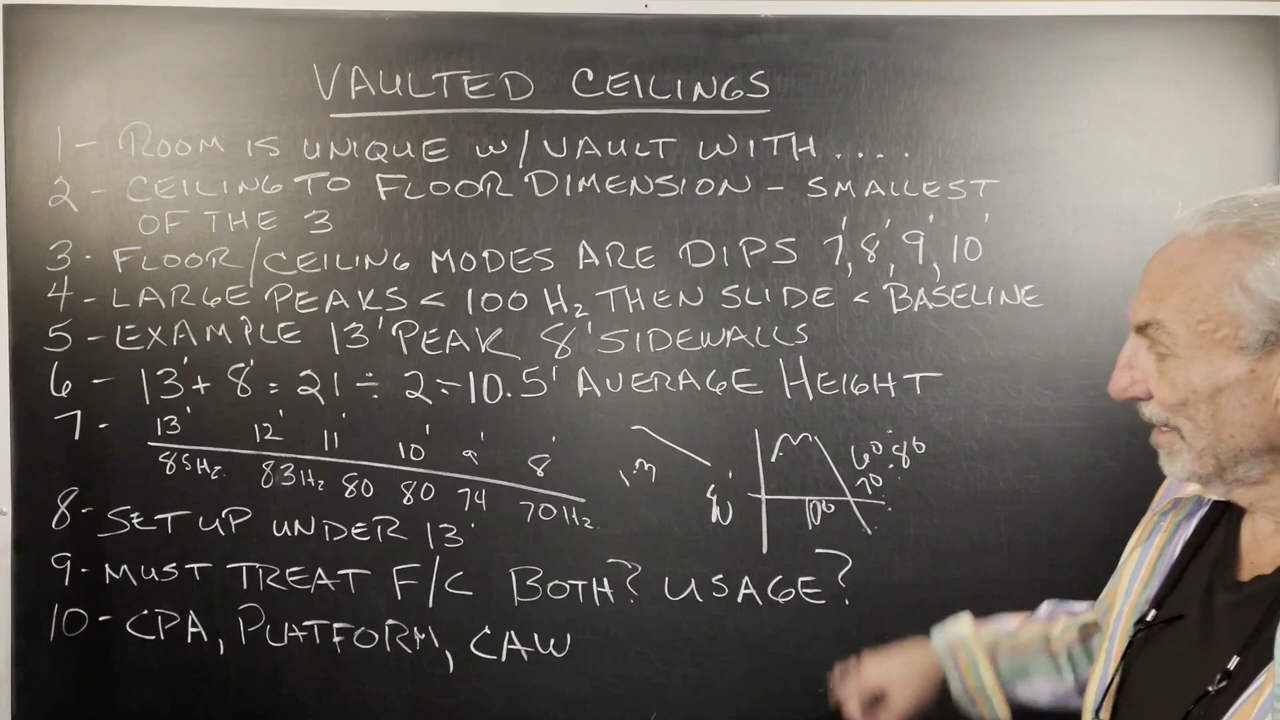 VAULTED CEILINGS
1- ROOM IS UNIQUE W/VAULT WITH ....
2- CEILING TO FLOOR DIMENSION - SMALLEST
OF THE 3
3- FLOOR/CEILING MODES ARE DIPS 7', 8', 9', 10'
4- LARGE PEAKS < 100 Hz THEN SLIDE < BASELINE
5- EXAMPLE 13' PEAK 8' SIDEWALLS
6- 13' + 8' = 21 ÷ 2 = 10.5' AVERAGE HEIGHT
7- 13' 12' 11' 10' 9' 8'
85Hz. 83Hz 80 80 74 70Hz.
60 80
70
100
8- SET UP UNDER 13'
9- MUST TREAT F/C BOTH? USAGE?
10- CPA, PLATFORM, CAW